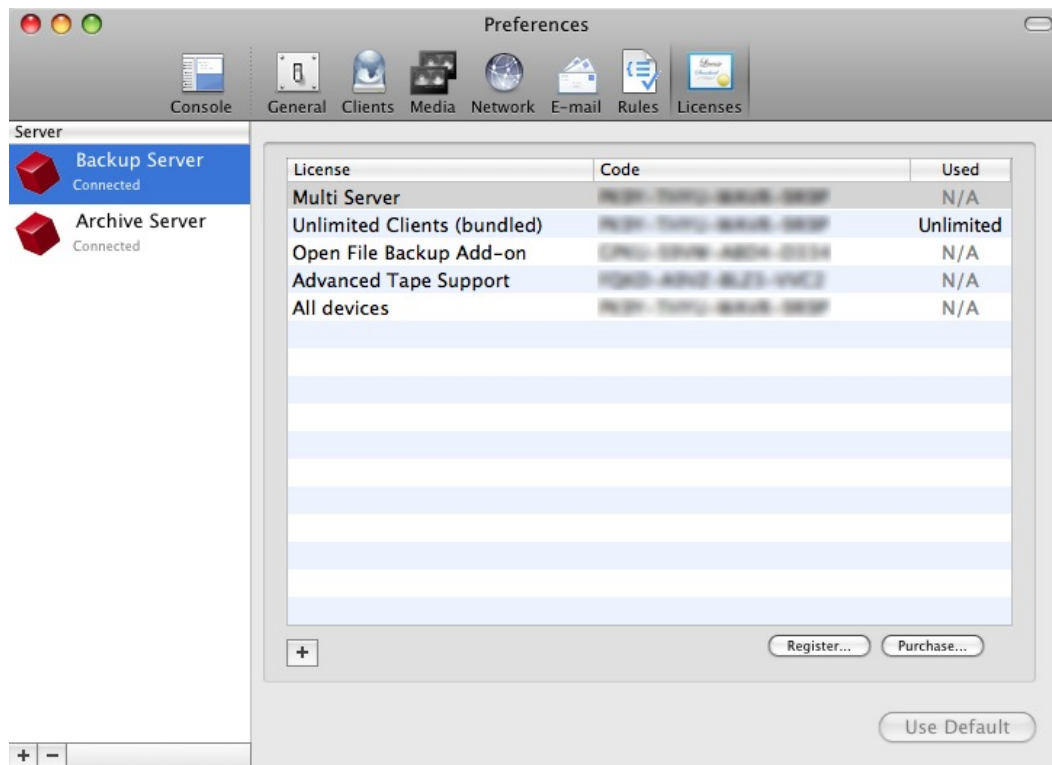 Preferences
Console General Clients Media Network E-mail Rules Licenses
Server
Backup Server
Connected
Archive Server
Connected
License Code Used
Multi Server N/A
Unlimited Clients (bundled) Unlimited
Open File Backup Add-on N/A
Advanced Tape Support N/A
All devices N/A
+ Register... Purchase...
Use Default
+ −